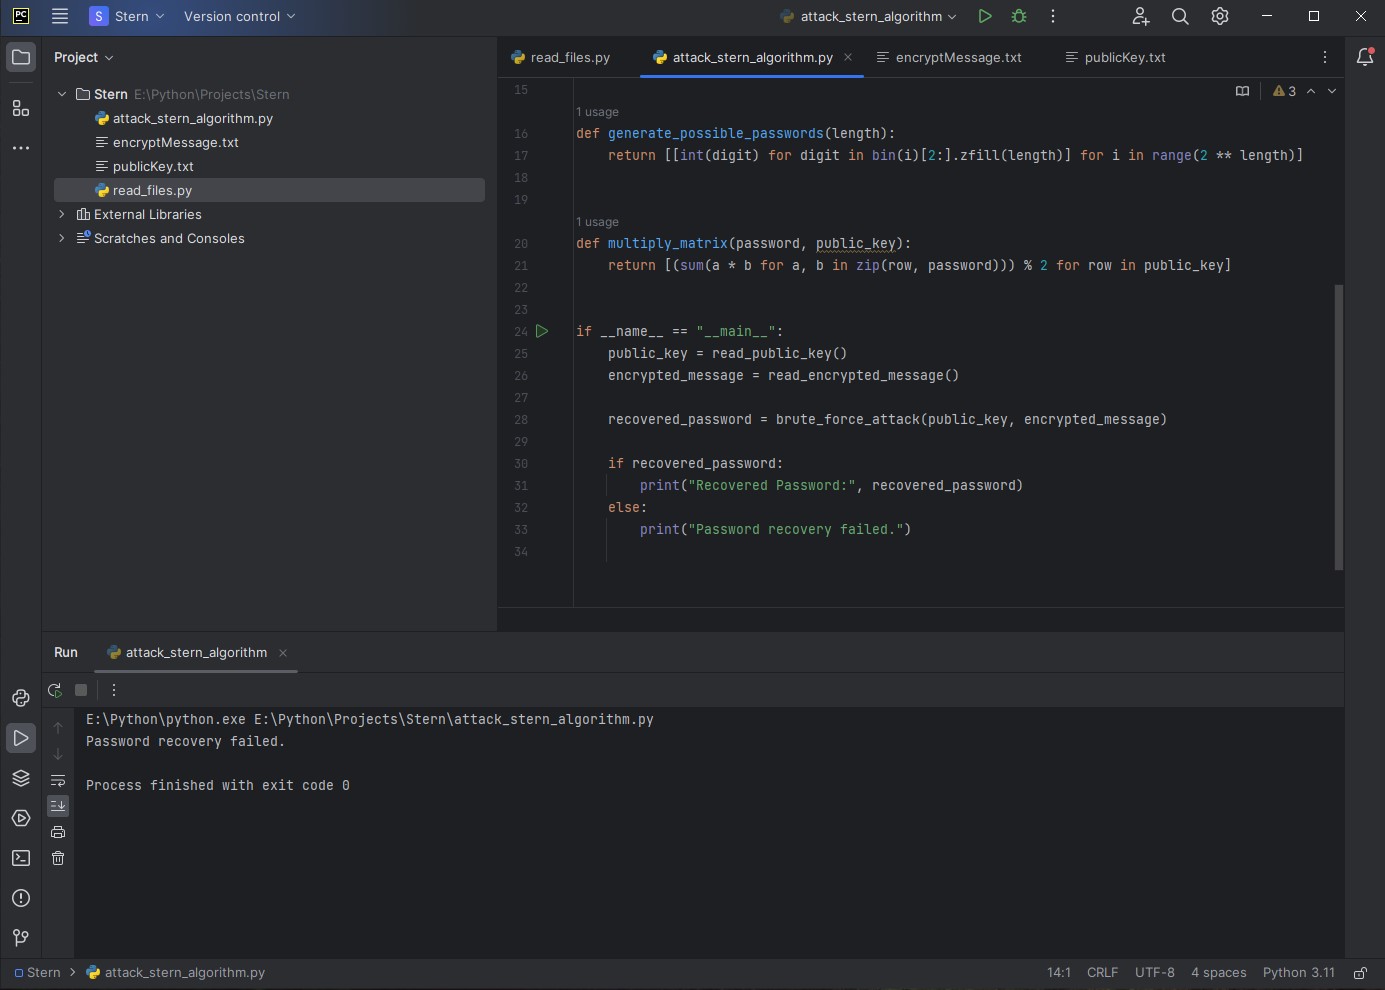 PC S Stern Version control attack_stern_algorithm
Project
read_files.py attack_stern_algorithm.py encryptMessage.txt publicKey.txt
Stern E:\Python\Projects\Stern
attack_stern_algorithm.py
encryptMessage.txt
publicKey.txt
read_files.py
External Libraries
Scratches and Consoles
3
15
1 usage
16 def generate_possible_passwords(length):
17 return [[int(digit) for digit in bin(i)[2:].zfill(length)] for i in range(2 ** length)]
18
19
1 usage
20 def multiply_matrix(password, public_key):
21 return [(sum(a * b for a, b in zip(row, password))) % 2 for row in public_key]
22
23
24 if __name__ == "__main__":
25 public_key = read_public_key()
26 encrypted_message = read_encrypted_message()
27
28 recovered_password = brute_force_attack(public_key, encrypted_message)
29
30 if recovered_password:
31 print("Recovered Password:", recovered_password)
32 else:
33 print("Password recovery failed.")
34
Run attack_stern_algorithm
E:\Python\python.exe E:\Python\Projects\Stern\attack_stern_algorithm.py
Password recovery failed.
Process finished with exit code 0
Stern attack_stern_algorithm.py 14:1 CRLF UTF-8 4 spaces Python 3.11